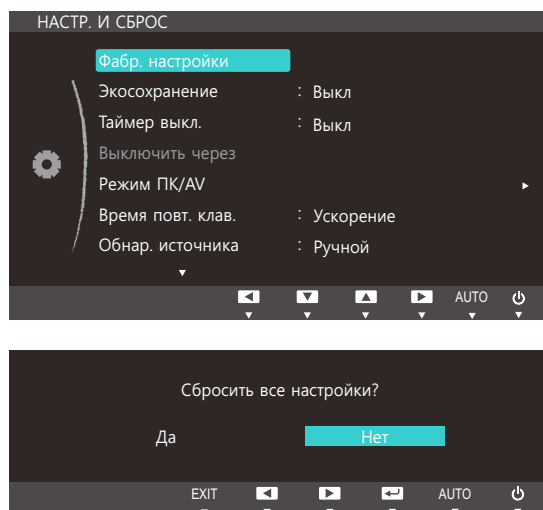 НАСТР. И СБРОС
Фабр. настройки
Экосохранение : Выкл
Таймер выкл. : Выкл
Выключить через
Режим ПК/AV
Время повт. клав. : Ускорение
Обнар. источника : Ручной
AUTO
Сбросить все настройки?
Да Нет
EXIT AUTO